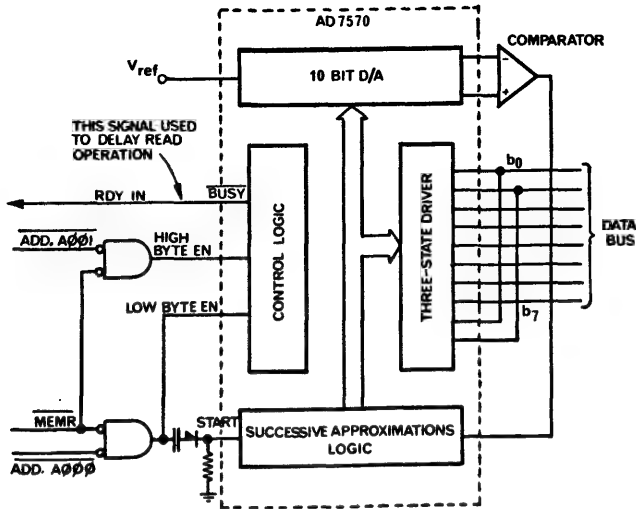 AD 7570
COMPARATOR
Vref
10 BIT D/A
−
+
THIS SIGNAL USED
TO DELAY READ
OPERATION
b0
RDY IN
BUSY
ADD. AØØ1
HIGH
BYTE EN
CONTROL LOGIC
THREE-STATE DRIVER
DATA
BUS
LOW BYTE EN
b7
MEMR
START
SUCCESSIVE APPROXIMATIONS
LOGIC
ADD. AØØØ